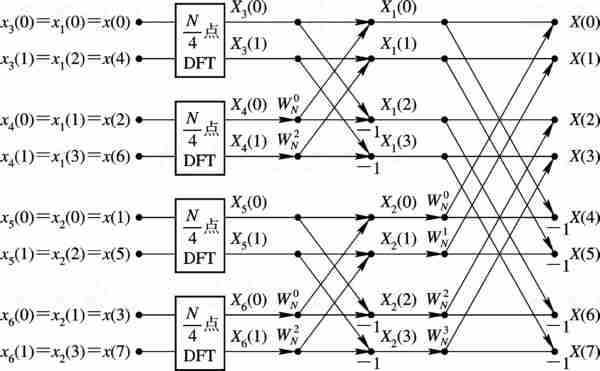 x₃(0)=x₁(0)=x(0) N/4点 DFT X₃(0) X₁(0) X(0)
x₃(1)=x₁(2)=x(4) X₃(1) X₁(1) X(1)
x₄(0)=x₁(1)=x(2) N/4点 DFT X₄(0) W_N^0 -1 X₁(2) X(2)
x₄(1)=x₁(3)=x(6) X₄(1) W_N^2 -1 X₁(3) X(3)
x₅(0)=x₂(0)=x(1) N/4点 DFT X₅(0) X₂(0) W_N^0 -1 X(4)
x₅(1)=x₂(2)=x(5) X₅(1) X₂(1) W_N^1 -1 X(5)
x₆(0)=x₂(1)=x(3) N/4点 DFT X₆(0) W_N^0 -1 X₂(2) W_N^2 -1 X(6)
x₆(1)=x₂(3)=x(7) X₆(1) W_N^2 -1 X₂(3) W_N^3 -1 X(7)